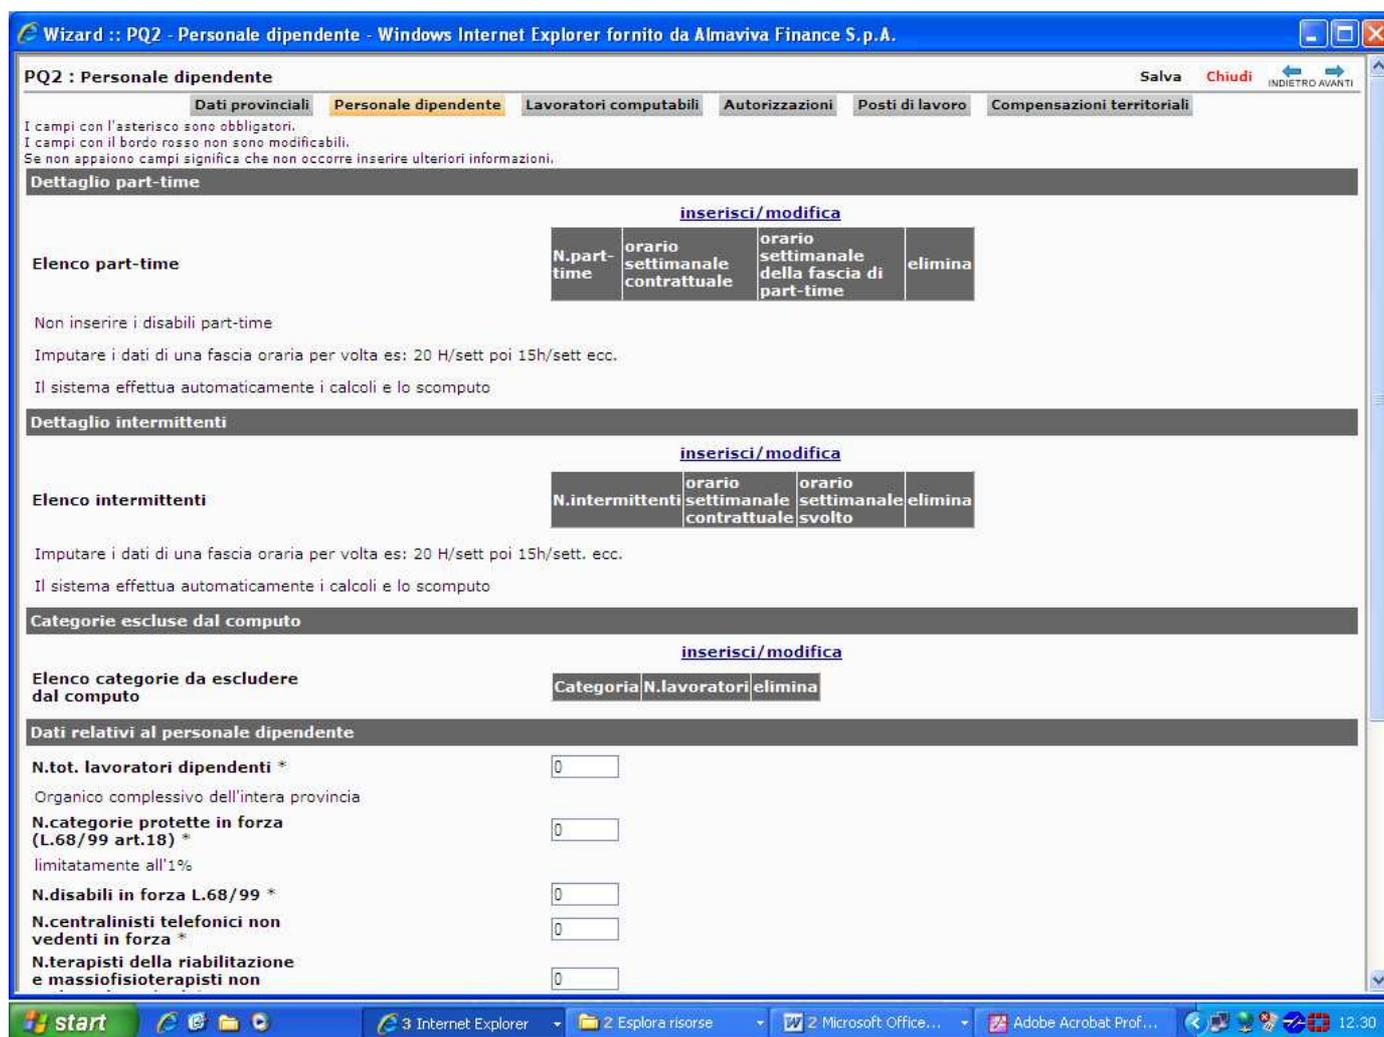 Wizard :: PQ2 - Personale dipendente - Windows Internet Explorer fornito da Almaviva Finance S.p.A.
PQ2 : Personale dipendente
Salva Chiudi INDIETRO AVANTI
Dati provinciali Personale dipendente Lavoratori computabili Autorizzazioni Posti di lavoro Compensazioni territoriali
I campi con l'asterisco sono obbligatori.
I campi con il bordo rosso non sono modificabili.
Se non appaiono campi significa che non occorre inserire ulteriori informazioni.
Dettaglio part-time
inserisci/modifica
Elenco part-time
N.part-
time
orario
settimanale
contrattuale
orario
settimanale
della fascia di
part-time
elimina
Non inserire i disabili part-time
Imputare i dati di una fascia oraria per volta es: 20 H/sett poi 15h/sett ecc.
Il sistema effettua automaticamente i calcoli e lo scomputo
Dettaglio intermittenti
inserisci/modifica
Elenco intermittenti
N.intermittenti
orario
settimanale
contrattuale
orario
settimanale
svolto
elimina
Imputare i dati di una fascia oraria per volta es: 20 H/sett poi 15h/sett. ecc.
Il sistema effettua automaticamente i calcoli e lo scomputo
Categorie escluse dal computo
inserisci/modifica
Elenco categorie da escludere
dal computo
Categoria N.lavoratori elimina
Dati relativi al personale dipendente
N.tot. lavoratori dipendenti * 0
Organico complessivo dell'intera provincia
N.categorie protette in forza
(L.68/99 art.18) * 0
limitatamente all'1%
N.disabili in forza L.68/99 * 0
N.centralinisti telefonici non
vedenti in forza * 0
N.terapisti della riabilitazione
e massiofisioterapisti non 0
start 3 Internet Explorer 2 Esplora risorse 2 Microsoft Office... Adobe Acrobat Prof... 12.30